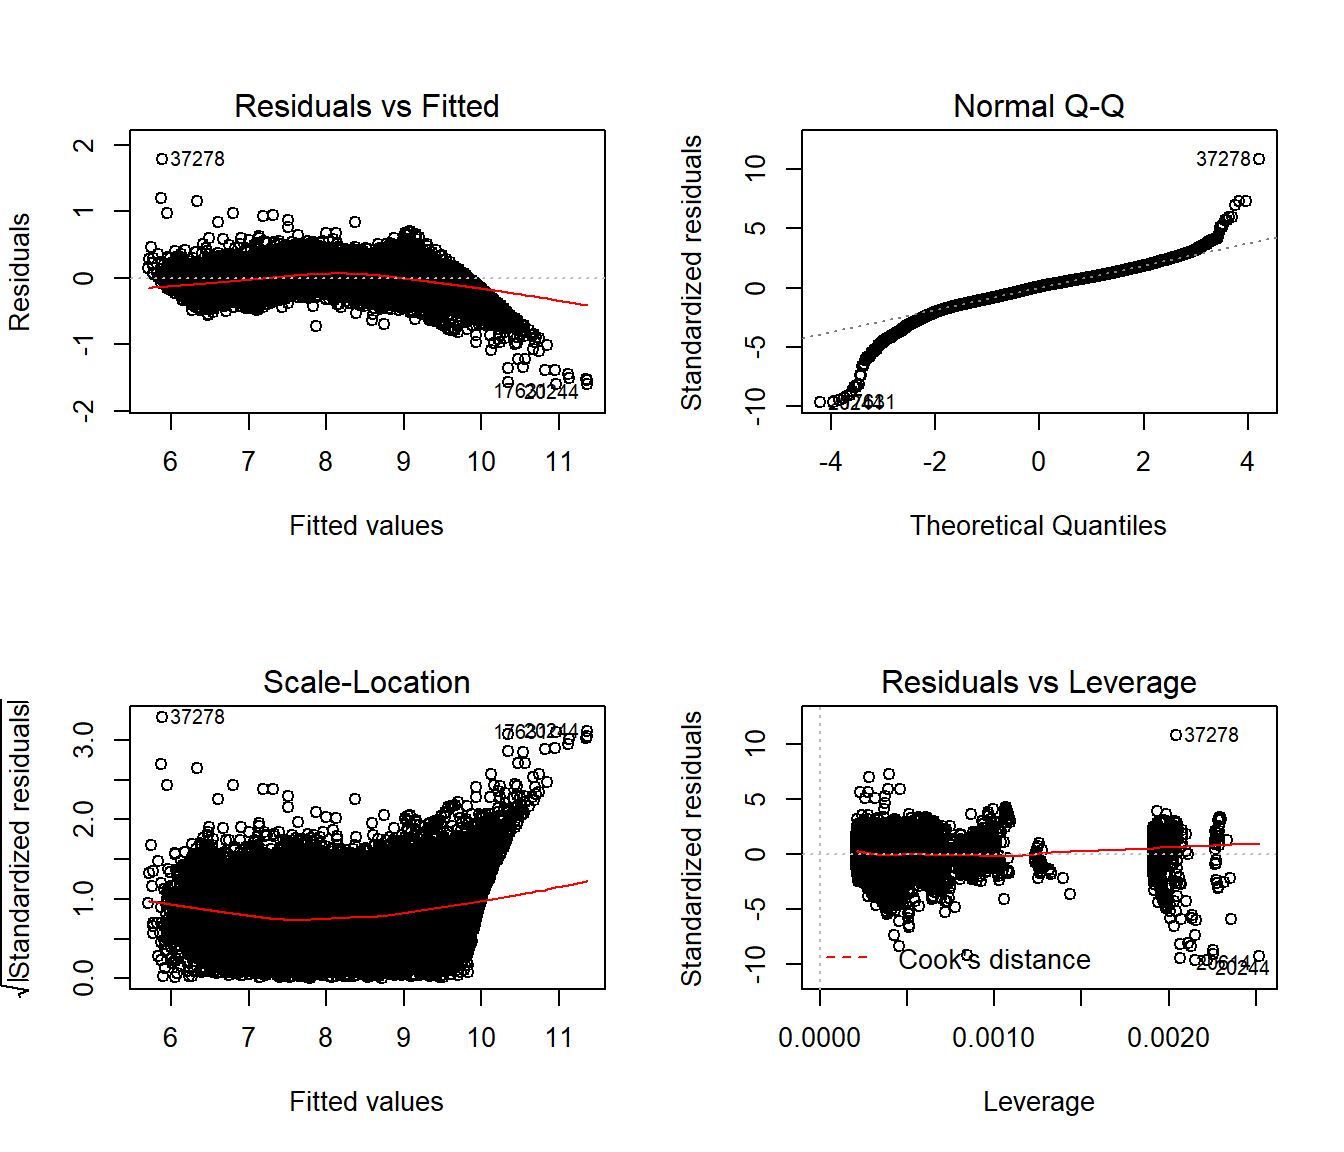 Residuals vs Fitted
Residuals
2
1
0
-1
-2
37278
20244
6 7 8 9 10 11
Fitted values
Normal Q-Q
Standardized residuals
10
5
0
-5
-10
37278
-4 -2 0 2 4
Theoretical Quantiles
Scale-Location
√|Standardized residuals|
3.0
2.0
1.0
0.0
37278
20244
6 7 8 9 10 11
Fitted values
Residuals vs Leverage
Standardized residuals
10
5
0
-5
-10
37278
20244
Cook's distance
0.0000 0.0010 0.0020
Leverage